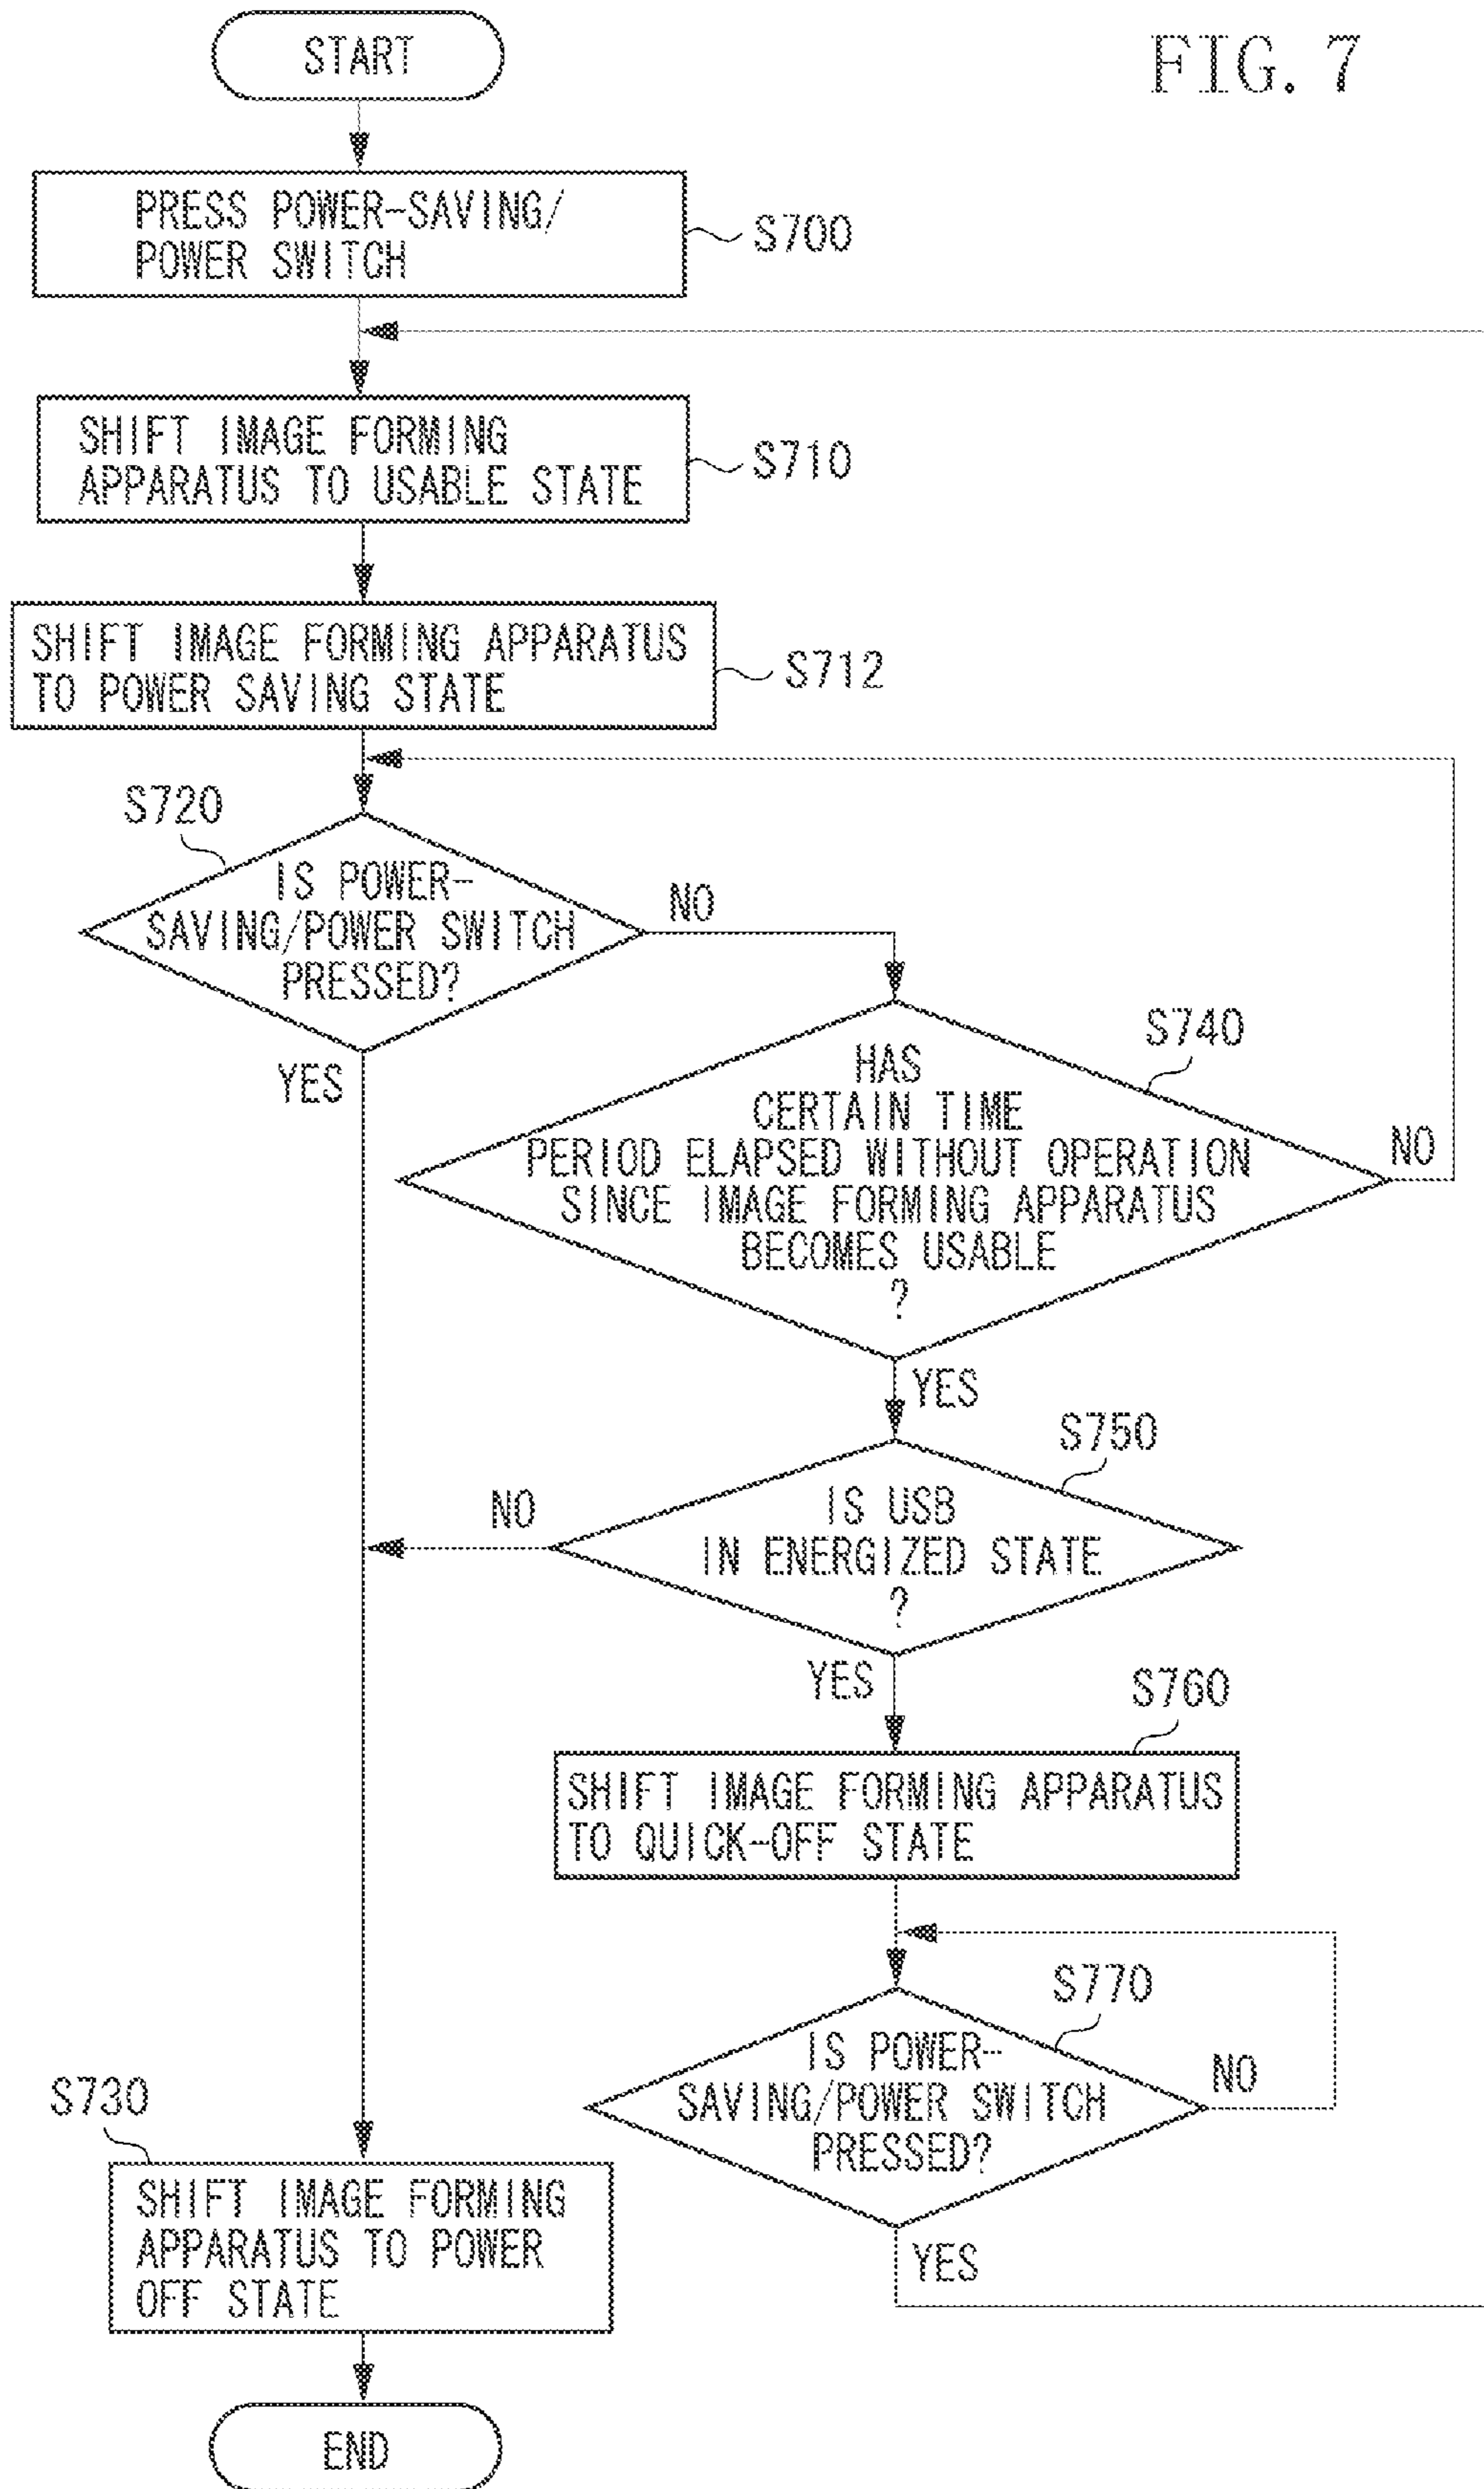 START
FIG. 7
PRESS POWER-SAVING/
POWER SWITCH
S700
SHIFT IMAGE FORMING
APPARATUS TO USABLE STATE
S710
SHIFT IMAGE FORMING APPARATUS
TO POWER SAVING STATE
S712
S720
IS POWER-
SAVING/POWER SWITCH
PRESSED?
NO
YES
S740
HAS
CERTAIN TIME
PERIOD ELAPSED WITHOUT OPERATION
SINCE IMAGE FORMING APPARATUS
BECOMES USABLE
?
NO
YES
S750
IS USB
IN ENERGIZED STATE
?
NO
YES
S760
SHIFT IMAGE FORMING APPARATUS
TO QUICK-OFF STATE
S770
IS POWER-
SAVING/POWER SWITCH
PRESSED?
NO
YES
S730
SHIFT IMAGE FORMING
APPARATUS TO POWER
OFF STATE
END